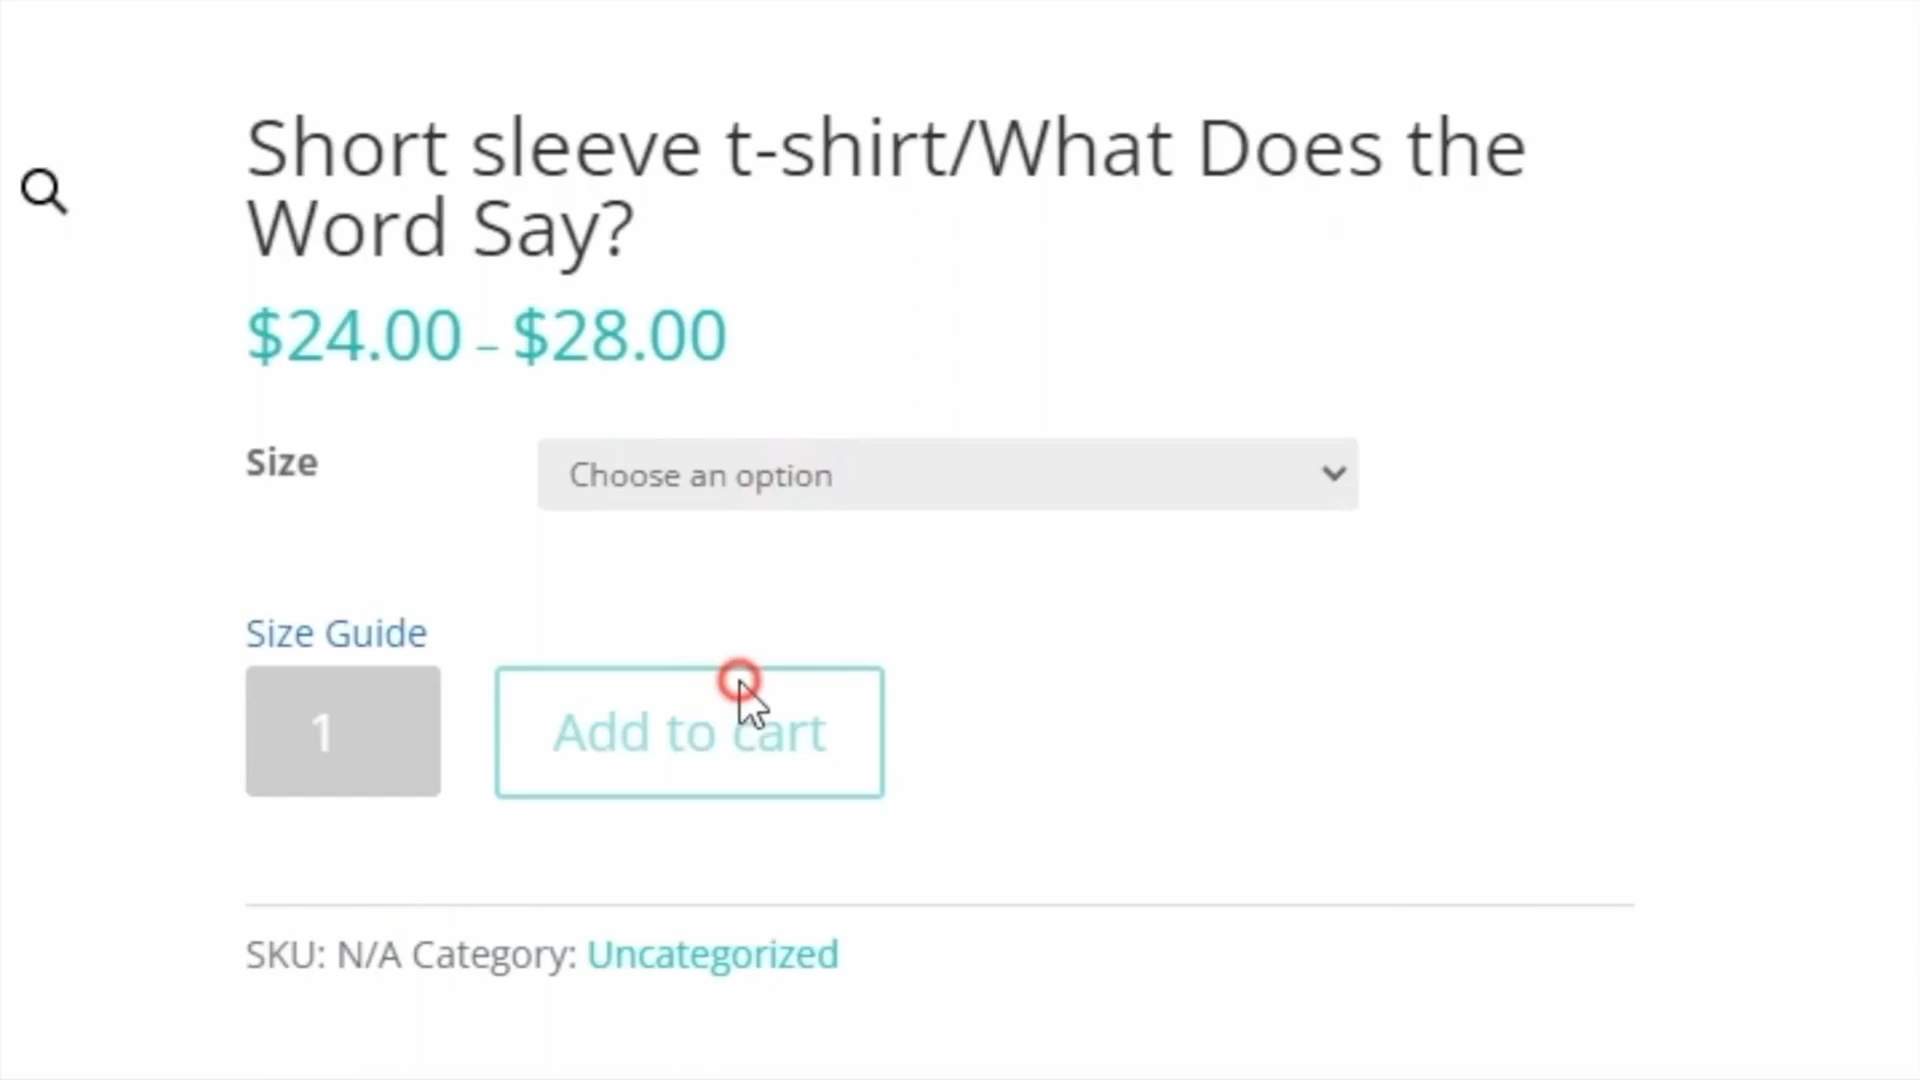 Short sleeve t-shirt/What Does the
Word Say?
$24.00 – $28.00
Size
Choose an option
Size Guide
1
Add to cart
SKU: N/A Category: Uncategorized